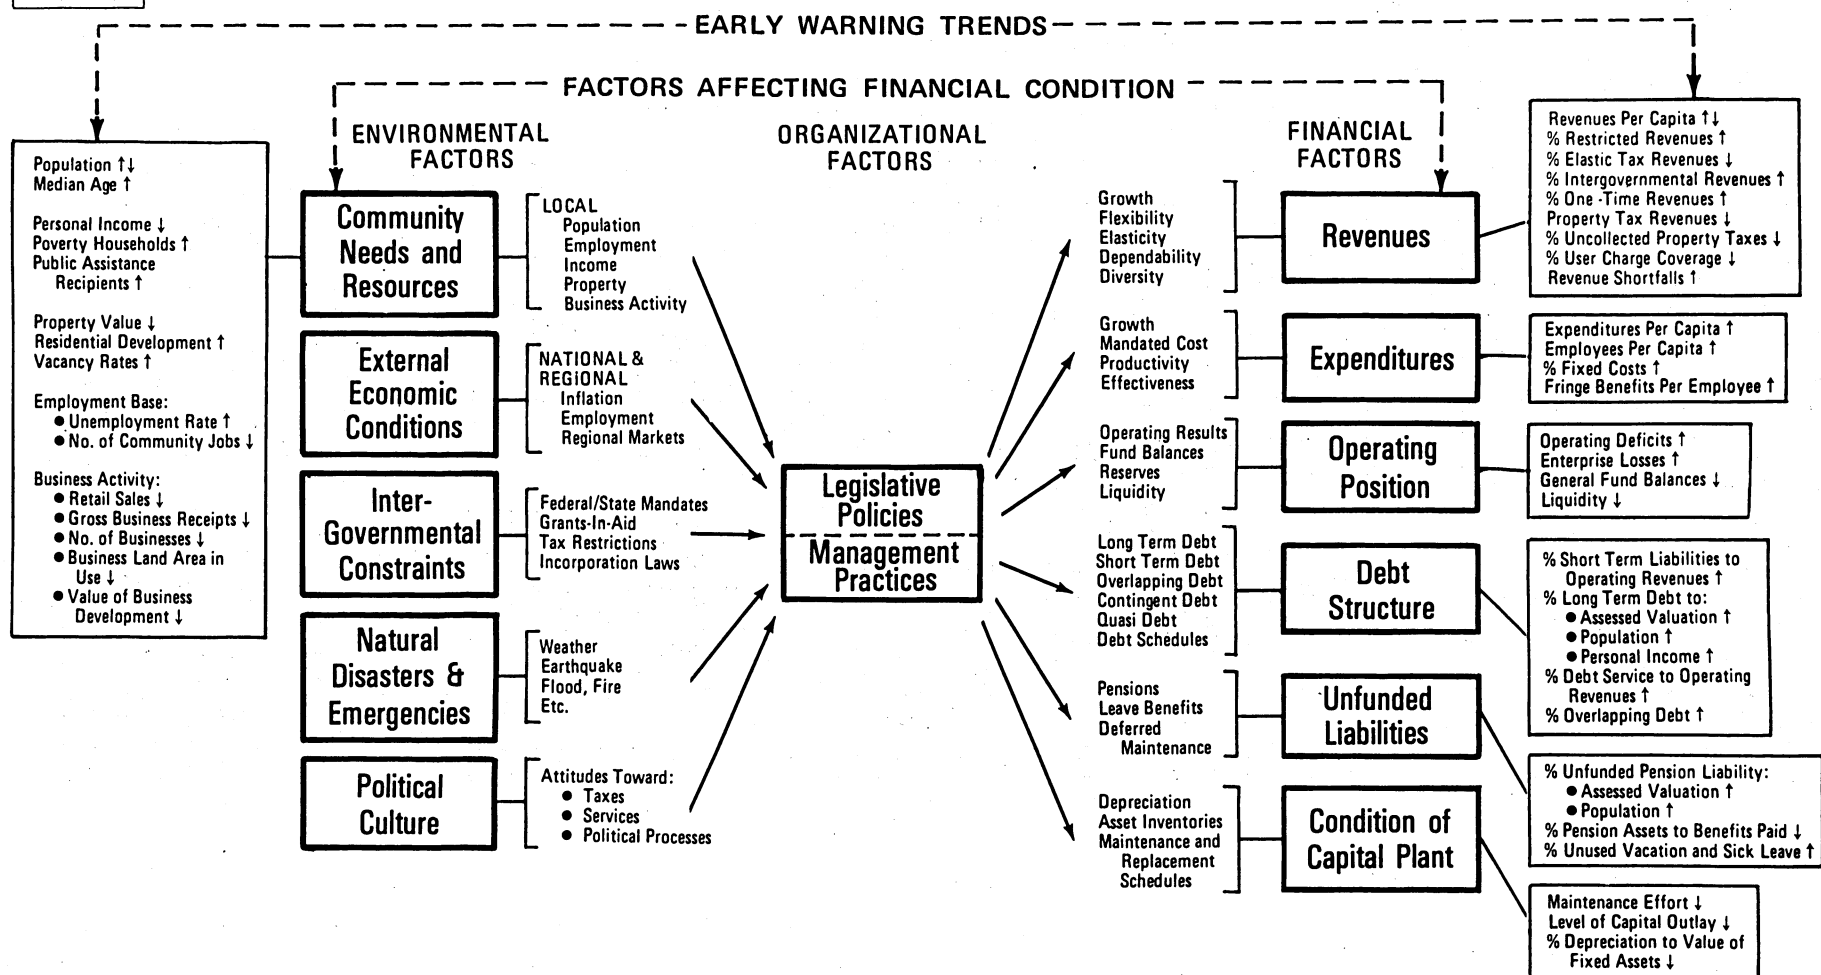 EARLY WARNING TRENDS
FACTORS AFFECTING FINANCIAL CONDITION
ENVIRONMENTAL
FACTORS
ORGANIZATIONAL
FACTORS
FINANCIAL
FACTORS
Population ↑↓
Median Age ↑
Personal Income ↓
Poverty Households ↑
Public Assistance
Recipients ↑
Property Value ↓
Residential Development ↑
Vacancy Rates ↑
Employment Base:
● Unemployment Rate ↑
● No. of Community Jobs ↓
Business Activity:
● Retail Sales ↓
● Gross Business Receipts ↓
● No. of Businesses ↓
● Business Land Area in
Use ↓
● Value of Business
Development ↓
Community
Needs and
Resources
LOCAL
Population
Employment
Income
Property
Business Activity
External
Economic
Conditions
NATIONAL &
REGIONAL
Inflation
Employment
Regional Markets
Inter-
Governmental
Constraints
Federal/State Mandates
Grants-In-Aid
Tax Restrictions
Incorporation Laws
Natural
Disasters &
Emergencies
Weather
Earthquake
Flood, Fire
Etc.
Political
Culture
Attitudes Toward:
● Taxes
● Services
● Political Processes
Legislative
Policies
Management
Practices
Growth
Flexibility
Elasticity
Dependability
Diversity
Revenues
Revenues Per Capita ↑↓
% Restricted Revenues ↑
% Elastic Tax Revenues ↓
% Intergovernmental Revenues ↑
% One -Time Revenues ↑
Property Tax Revenues ↓
% Uncollected Property Taxes ↓
% User Charge Coverage ↓
Revenue Shortfalls ↑
Growth
Mandated Cost
Productivity
Effectiveness
Expenditures
Expenditures Per Capita ↑
Employees Per Capita ↑
% Fixed Costs ↑
Fringe Benefits Per Employee ↑
Operating Results
Fund Balances
Reserves
Liquidity
Operating
Position
Operating Deficits ↑
Enterprise Losses ↑
General Fund Balances ↓
Liquidity ↓
Long Term Debt
Short Term Debt
Overlapping Debt
Contingent Debt
Quasi Debt
Debt Schedules
Debt
Structure
% Short Term Liabilities to
Operating Revenues ↑
% Long Term Debt to:
● Assessed Valuation ↑
● Population ↑
● Personal Income ↑
% Debt Service to Operating
Revenues ↑
% Overlapping Debt ↑
Pensions
Leave Benefits
Deferred
Maintenance
Unfunded
Liabilities
% Unfunded Pension Liability:
● Assessed Valuation ↑
● Population ↑
% Pension Assets to Benefits Paid ↓
% Unused Vacation and Sick Leave ↑
Depreciation
Asset Inventories
Maintenance and
Replacement
Schedules
Condition of
Capital Plant
Maintenance Effort ↓
Level of Capital Outlay ↓
% Depreciation to Value of
Fixed Assets ↓